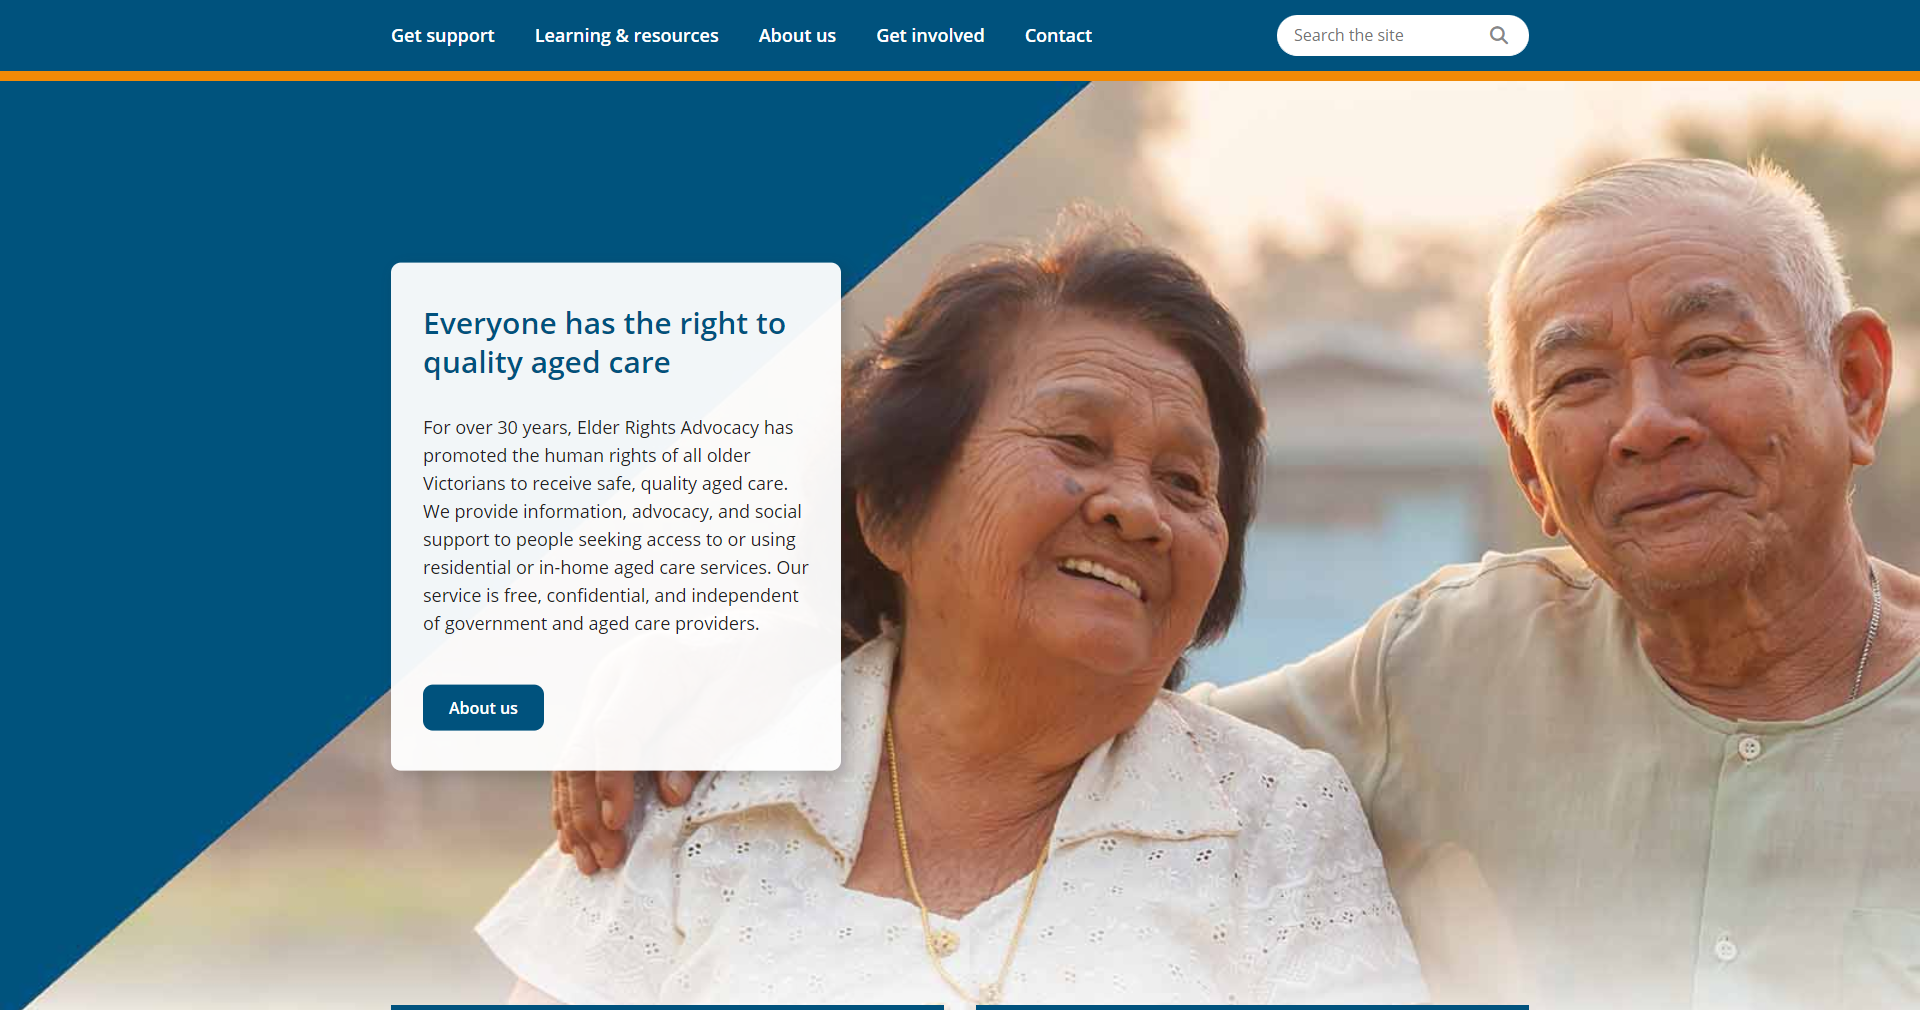 Get support
Learning & resources
About us
Get involved
Contact
Search the site
Everyone has the right to
quality aged care
For over 30 years, Elder Rights Advocacy has
promoted the human rights of all older
Victorians to receive safe, quality aged care.
We provide information, advocacy, and social
support to people seeking access to or using
residential or in-home aged care services. Our
service is free, confidential, and independent
of government and aged care providers.
About us